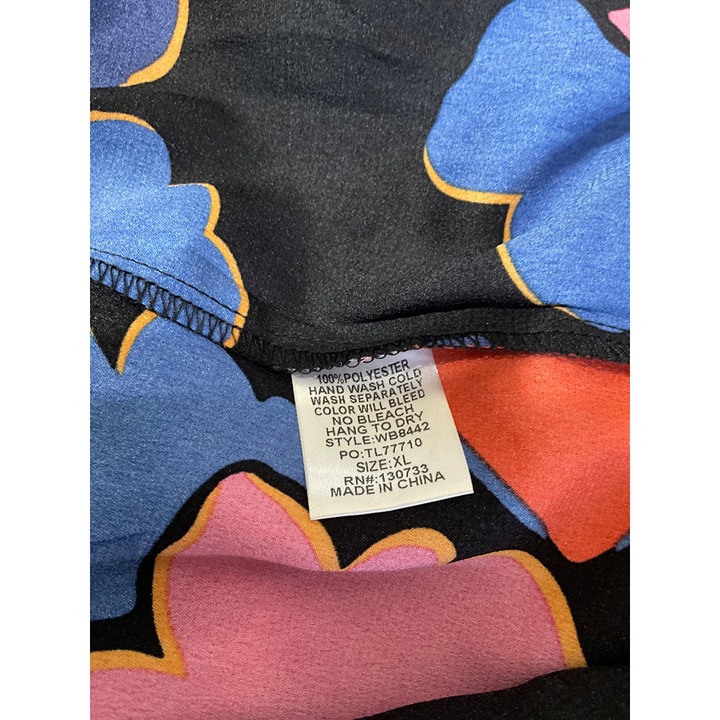 100%POLYESTER
HAND WASH COLD
WASH SEPARATELY
COLOR WILL BLEED
NO BLEACH
HANG TO DRY
STYLE:WB8442
PO:TL77710
SIZE:XL
RN#:130733
MADE IN CHINA